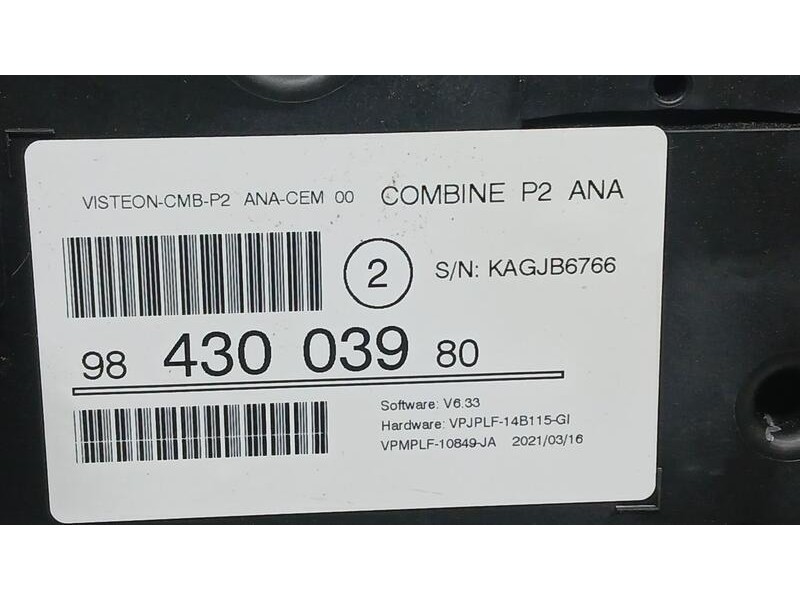 VISTEON-CMB-P2 ANA-CEM 00 COMBINE P2 ANA
2 S/N: KAGJB6766
98 430 039 80
Software: V6.33
Hardware: VPJPLF-14B115-GI
VPMPLF-10849-JA 2021/03/16